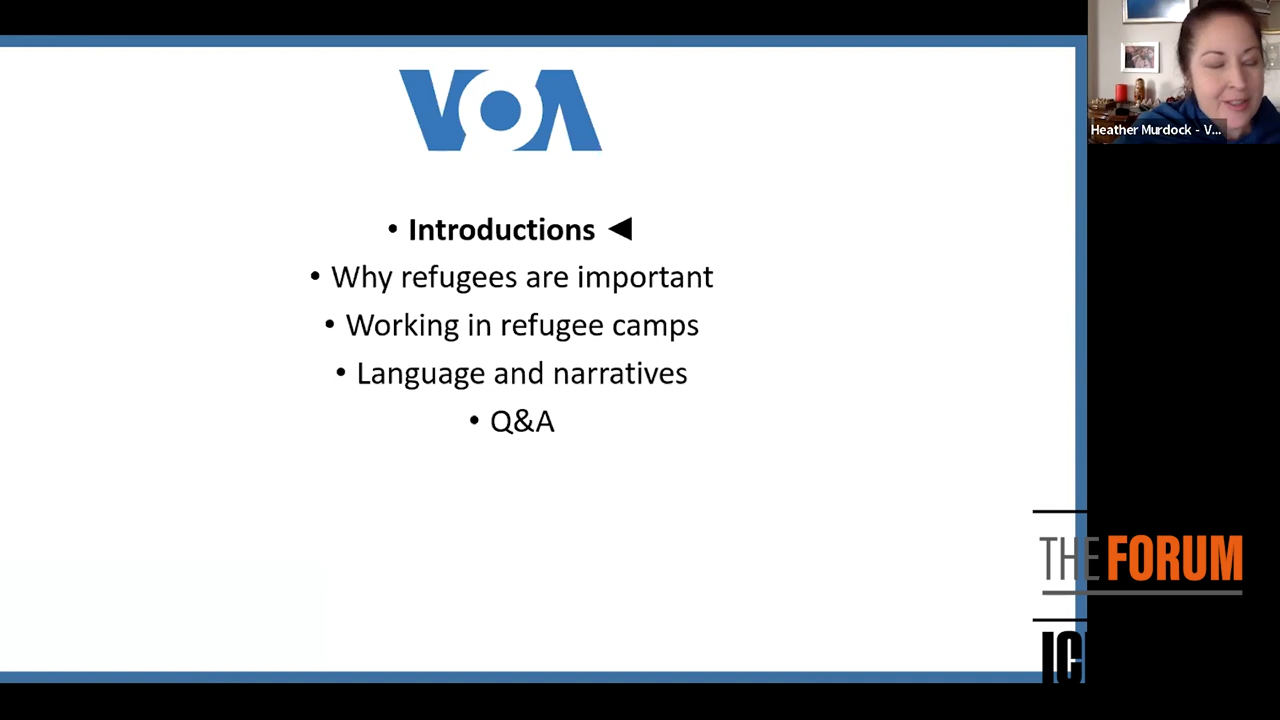 VOA
• Introductions ◄
• Why refugees are important
• Working in refugee camps
• Language and narratives
• Q&A
Heather Murdock - V...
THE FORUM